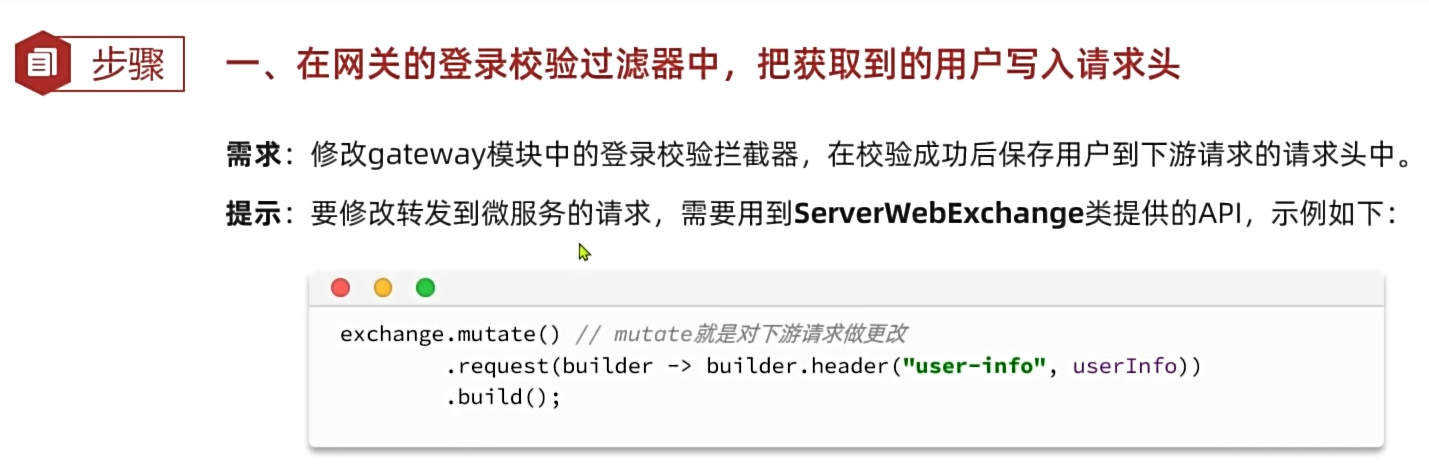 步骤
一、在网关的登录校验过滤器中，把获取到的用户写入请求头
需求：修改gateway模块中的登录校验拦截器，在校验成功后保存用户到下游请求的请求头中。
提示：要修改转发到微服务的请求，需要用到ServerWebExchange类提供的API，示例如下：
exchange.mutate() // mutate就是对下游请求做更改
.request(builder -> builder.header("user-info", userInfo))
.build();